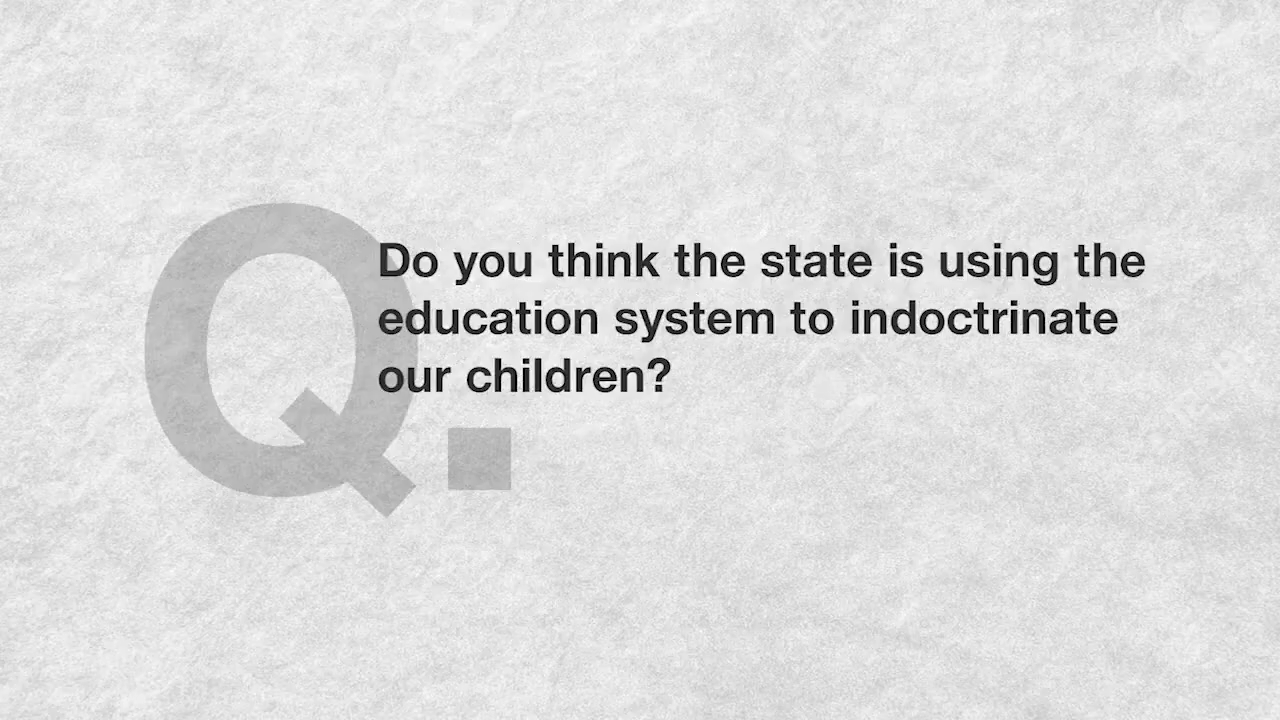 Q.
Do you think the state is using the
education system to indoctrinate
our children?